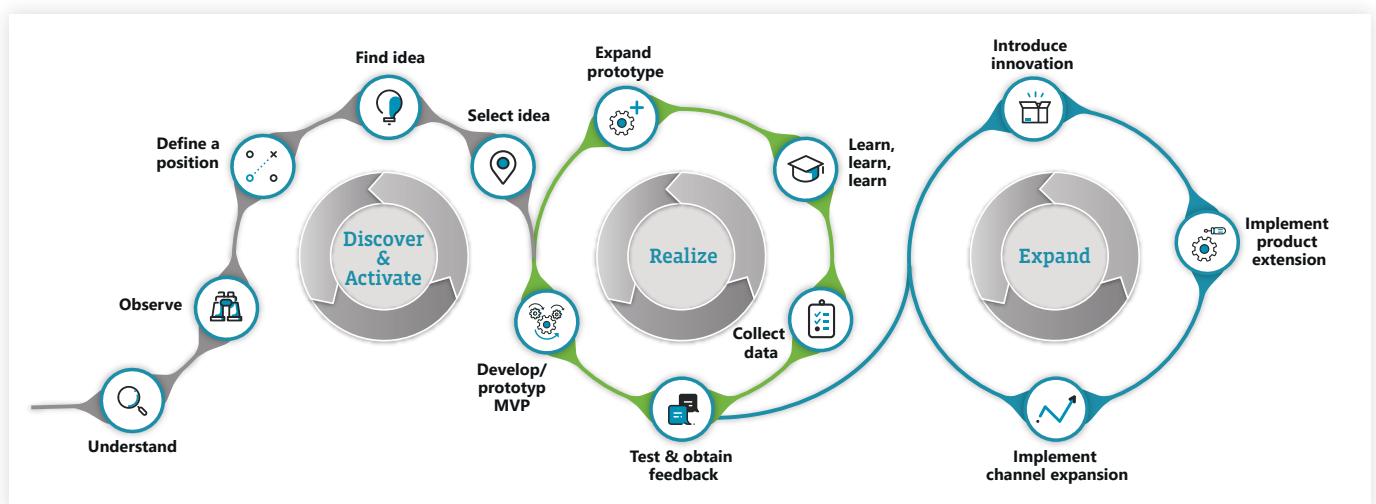 Understand
Observe
Define a
position
Find idea
Select idea
Discover
&
Activate
Develop/
prototyp
MVP
Test & obtain
feedback
Collect
data
Learn,
learn,
learn
Expand
prototype
Realize
Introduce
innovation
Implement
product
extension
Implement
channel expansion
Expand